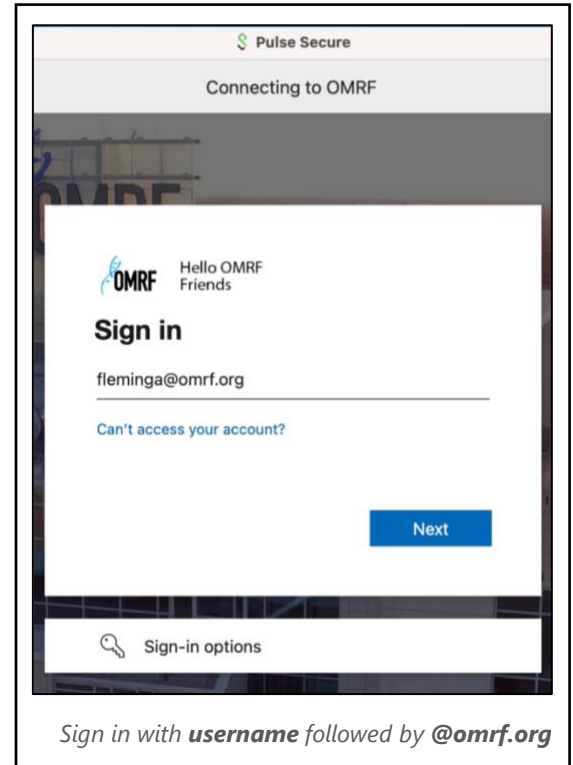 Pulse Secure
Connecting to OMRF
OMRF
OMRF
Hello OMRF
Friends
Sign in
fleminga@omrf.org
Can't access your account?
Next
Sign-in options
Sign in with username followed by @omrf.org